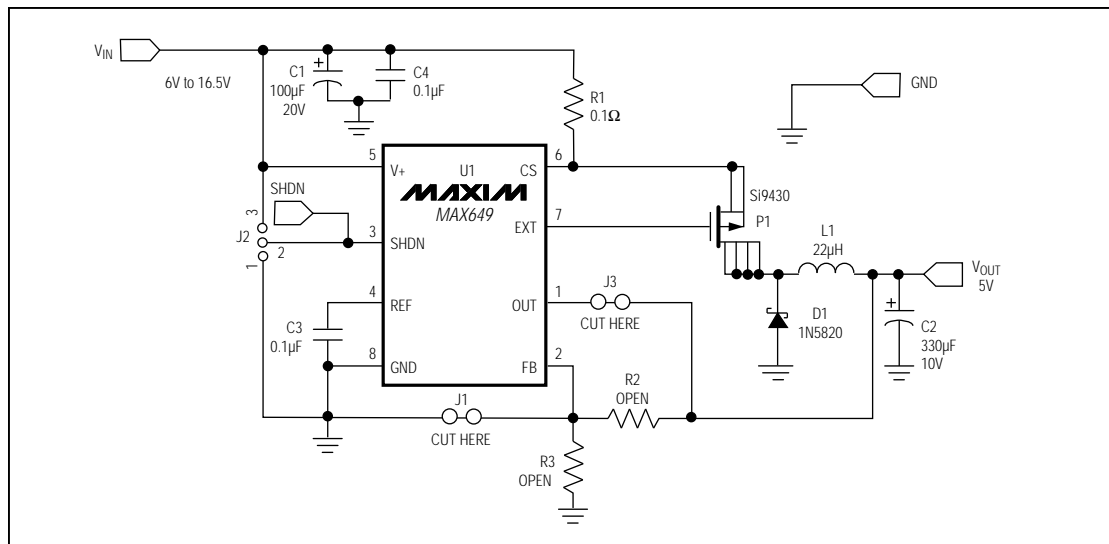 VIN
6V to 16.5V
C1
100µF
20V
C4
0.1µF
R1
0.1Ω
GND
5
V+
U1
CS
6
MAXIM
MAX649
SHDN
3
J2
2
1
3
SHDN
EXT
7
Si9430
P1
L1
22µH
VOUT
5V
4
REF
OUT
1
J3
CUT HERE
C3
0.1µF
8
GND
FB
2
D1
1N5820
C2
330µF
10V
J1
CUT HERE
R2
OPEN
R3
OPEN